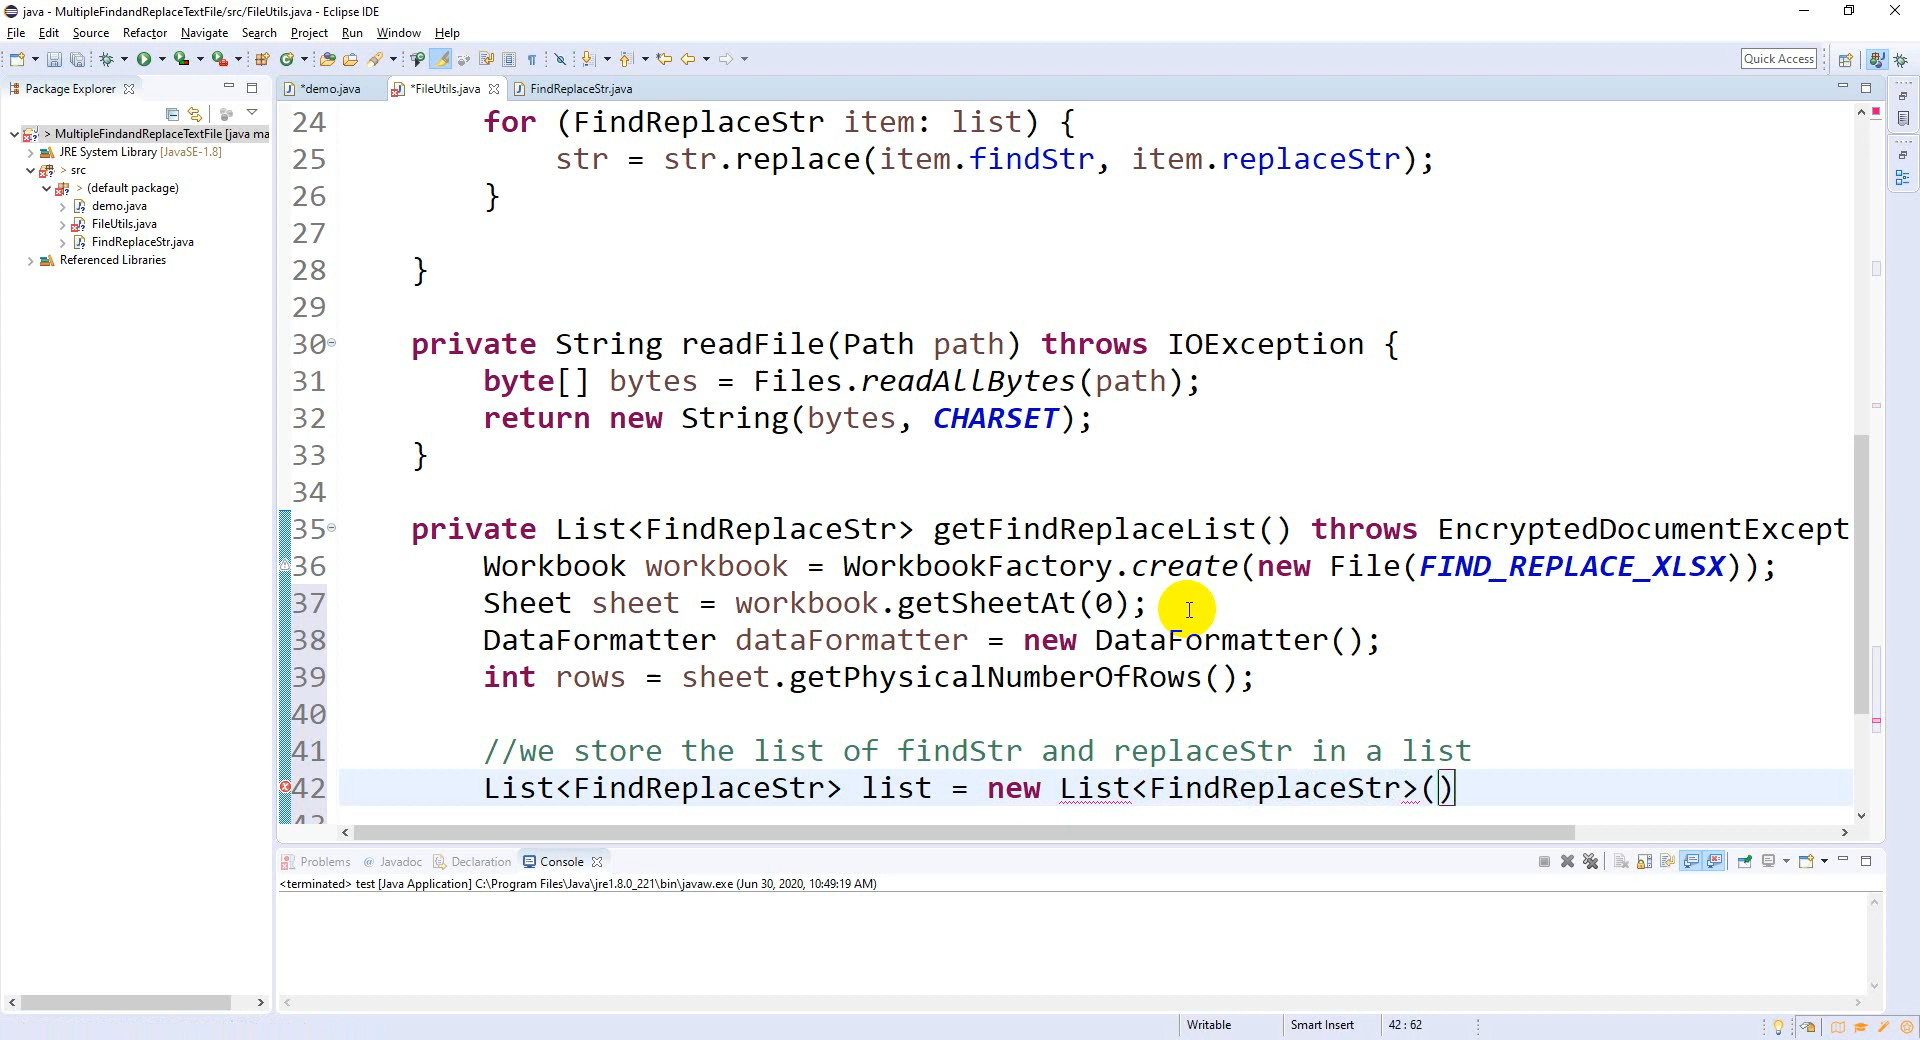 java - MultipleFindandReplaceTextFile/src/FileUtils.java - Eclipse IDE
File Edit Source Refactor Navigate Search Project Run Window Help
Quick Access
Package Explorer
*demo.java
*FileUtils.java
FindReplaceStr.java
> MultipleFindandReplaceTextFile [java ma
JRE System Library [JavaSE-1.8]
> src
> (default package)
demo.java
FileUtils.java
FindReplaceStr.java
Referenced Libraries
24 for (FindReplaceStr item: list) {
25 str = str.replace(item.findStr, item.replaceStr);
26 }
27
28 }
29
30 private String readFile(Path path) throws IOException {
31 byte[] bytes = Files.readAllBytes(path);
32 return new String(bytes, CHARSET);
33 }
34
35 private List<FindReplaceStr> getFindReplaceList() throws EncryptedDocumentExcept
36 Workbook workbook = WorkbookFactory.create(new File(FIND_REPLACE_XLSX));
37 Sheet sheet = workbook.getSheetAt(0);
38 DataFormatter dataFormatter = new DataFormatter();
39 int rows = sheet.getPhysicalNumberOfRows();
40
41 //we store the list of findStr and replaceStr in a list
42 List<FindReplaceStr> list = new List<FindReplaceStr>()
43
Problems @ Javadoc Declaration Console
<terminated> test [Java Application] C:\Program Files\Java\jre1.8.0_221\bin\javaw.exe (Jun 30, 2020, 10:49:19 AM)
Writable Smart Insert 42 : 62